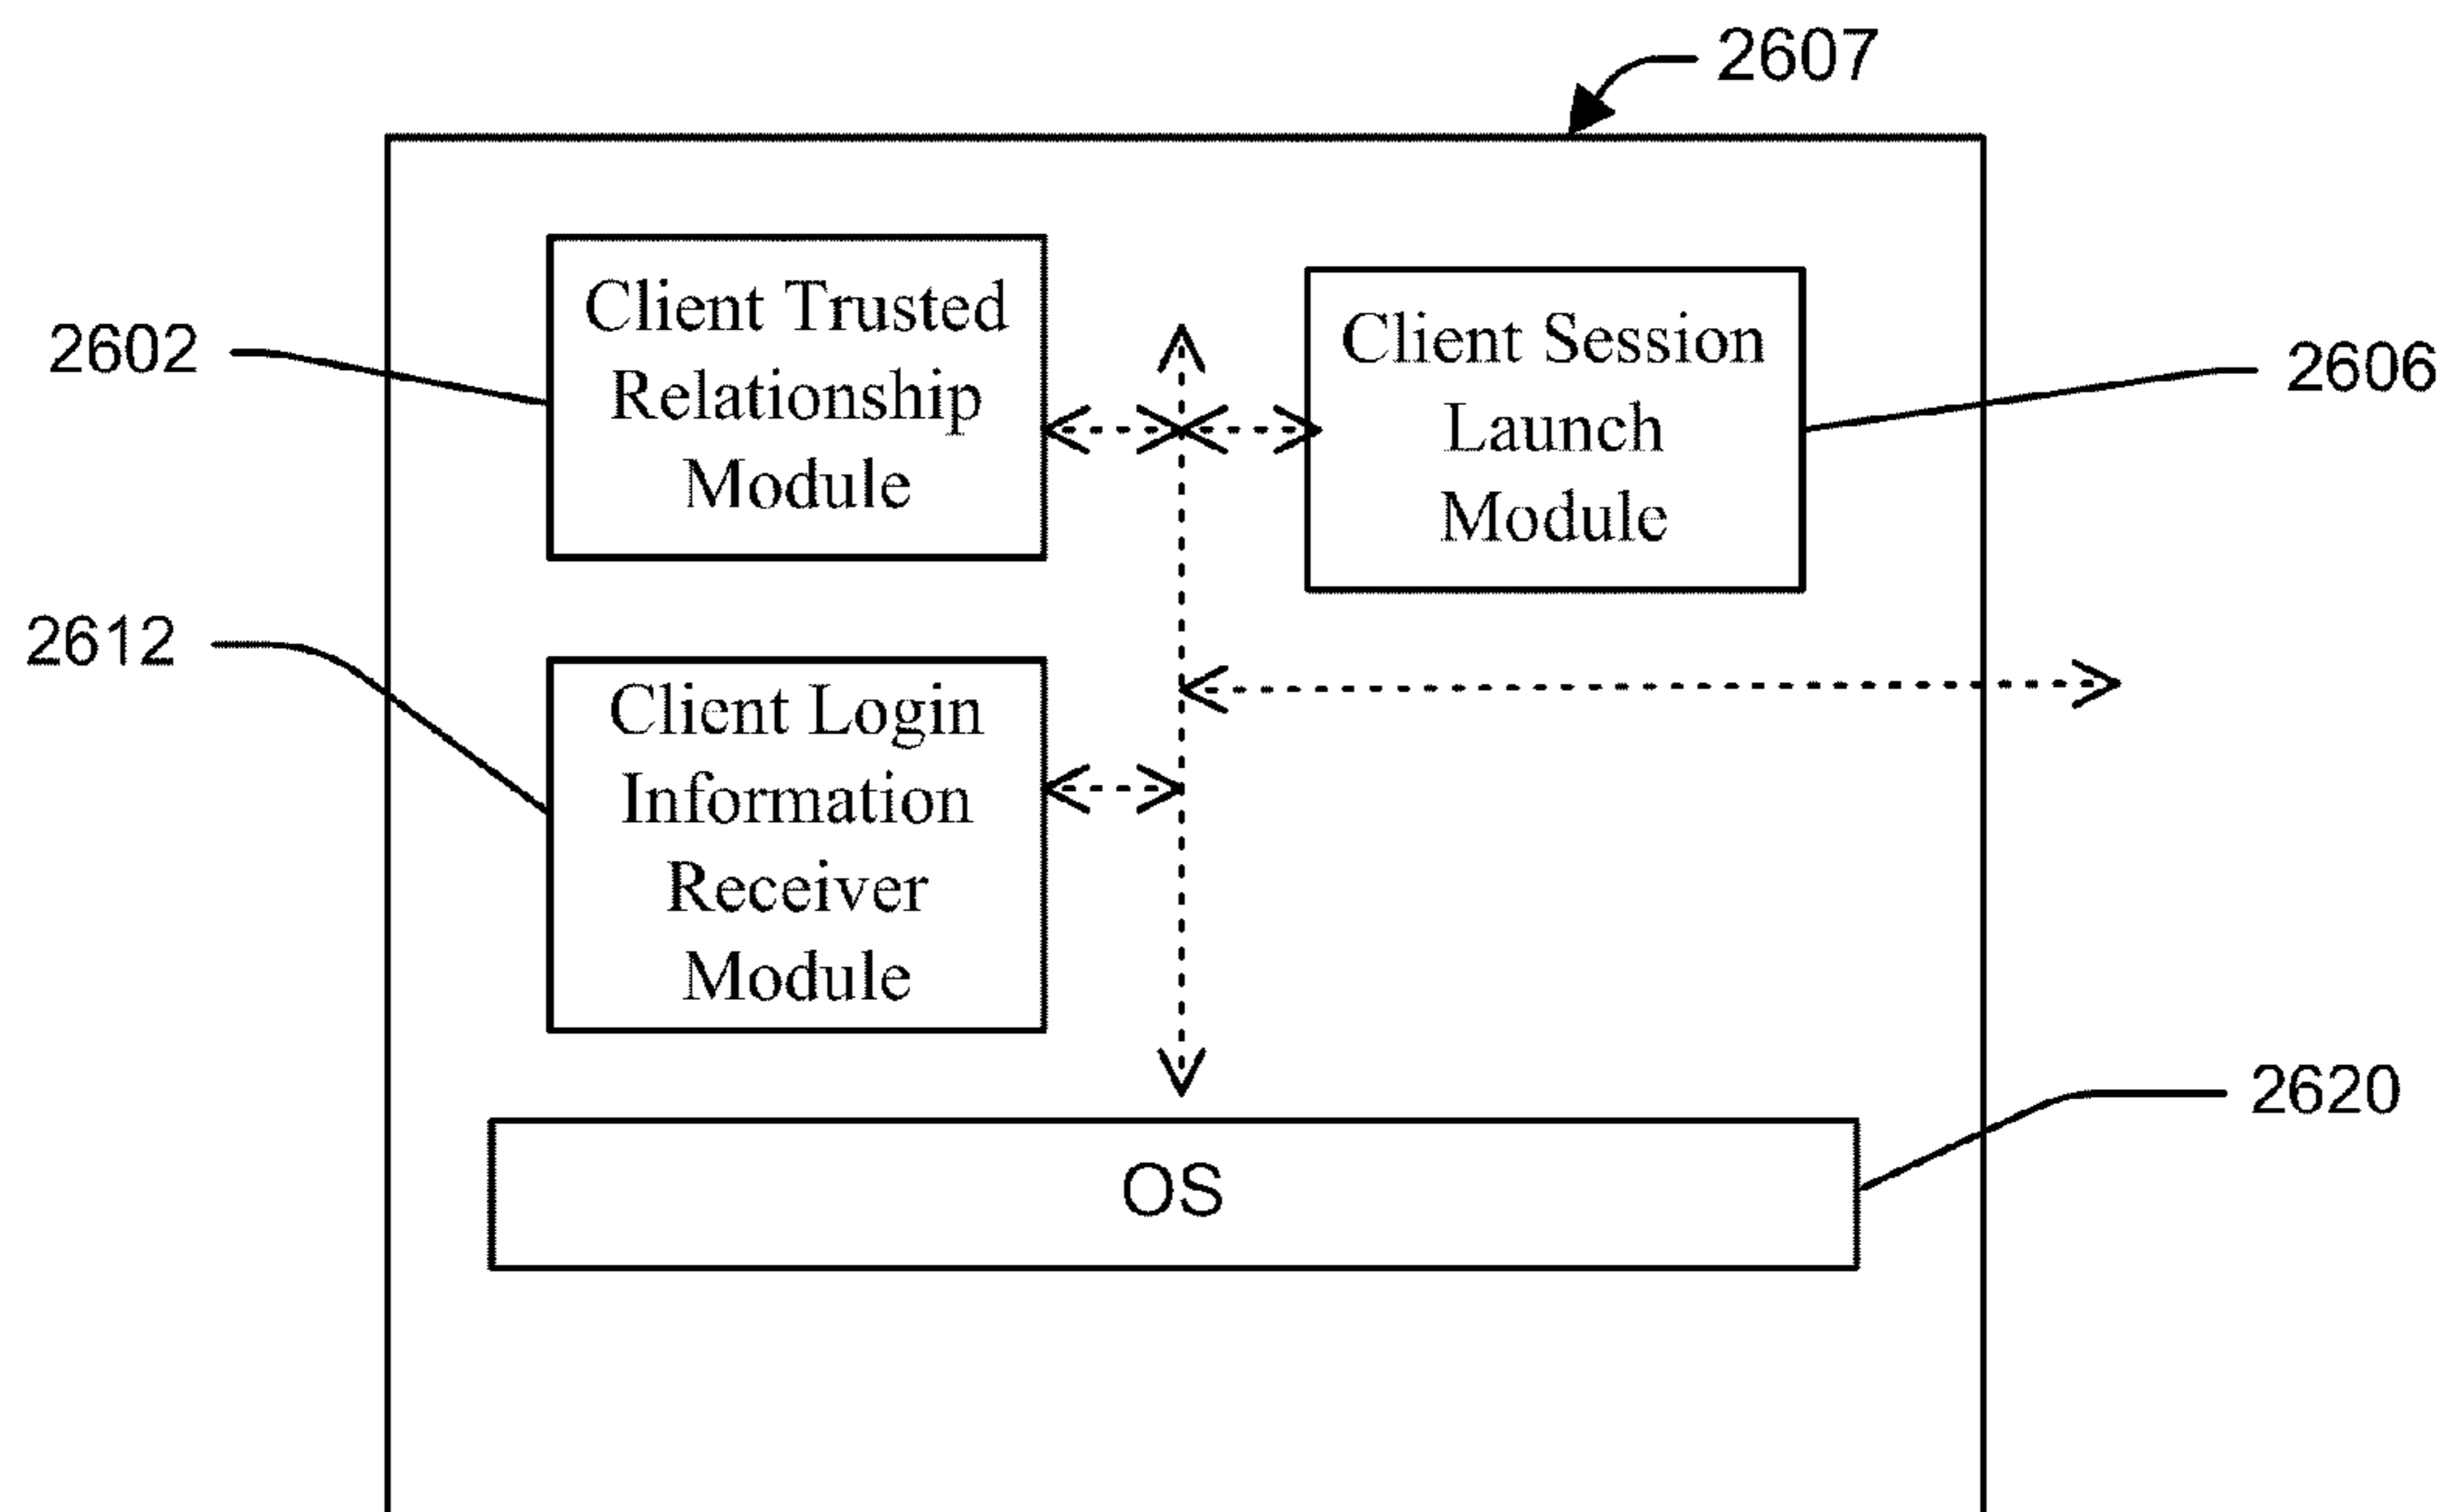 2607
Client Trusted
Relationship
Module
Client Session
Launch
Module
2602
2606
2612
Client Login
Information
Receiver
Module
2620
OS